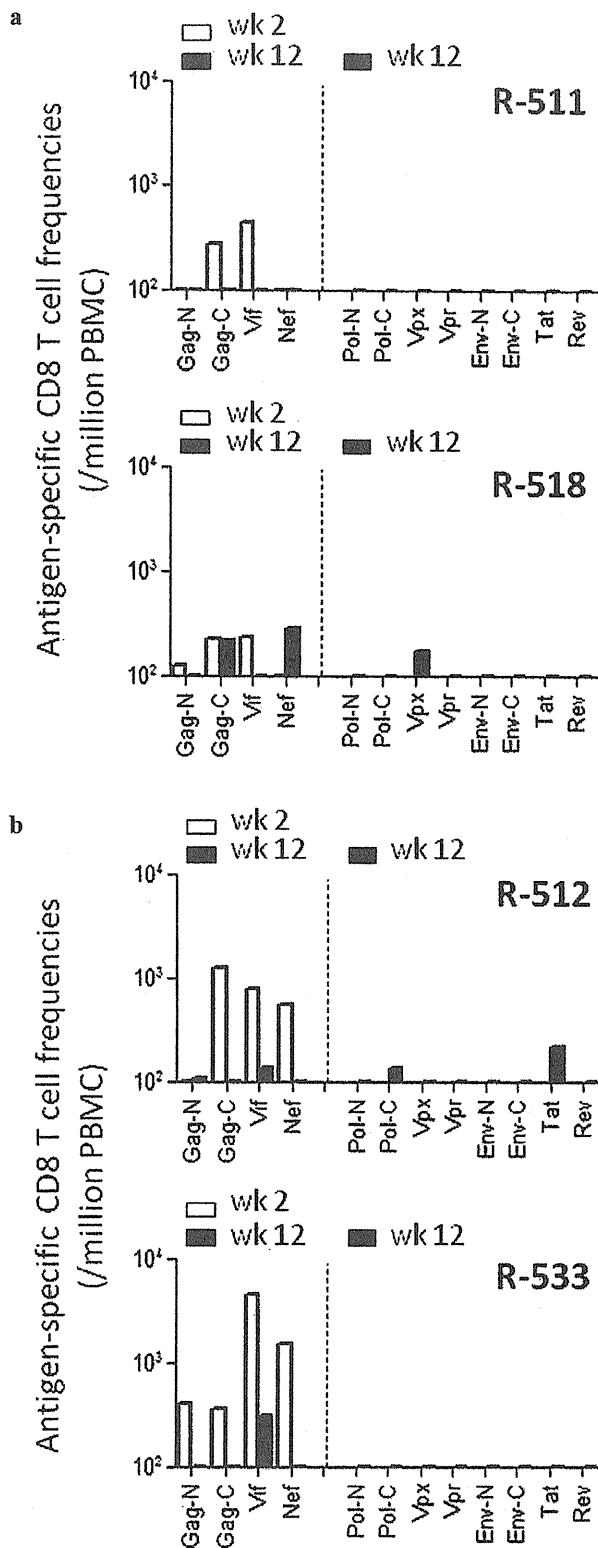 a
wk 2
wk 12 wk 12
R-511
10⁴
10³
10²
Gag-N Gag-C Vif Nef Pol-N Pol-C Vpx Vpr Env-N Env-C Tat Rev
wk 2
wk 12 wk 12
R-518
10⁴
10³
10²
Gag-N Gag-C Vif Nef Pol-N Pol-C Vpx Vpr Env-N Env-C Tat Rev
Antigen-specific CD8 T cell frequencies
(/million PBMC)
b
wk 2
wk 12 wk 12
R-512
10⁴
10³
10²
Gag-N Gag-C Vif Nef Pol-N Pol-C Vpx Vpr Env-N Env-C Tat Rev
wk 2
wk 12 wk 12
R-533
10⁴
10³
10²
Gag-N Gag-C Vif Nef Pol-N Pol-C Vpx Vpr Env-N Env-C Tat Rev
Antigen-specific CD8 T cell frequencies
(/million PBMC)